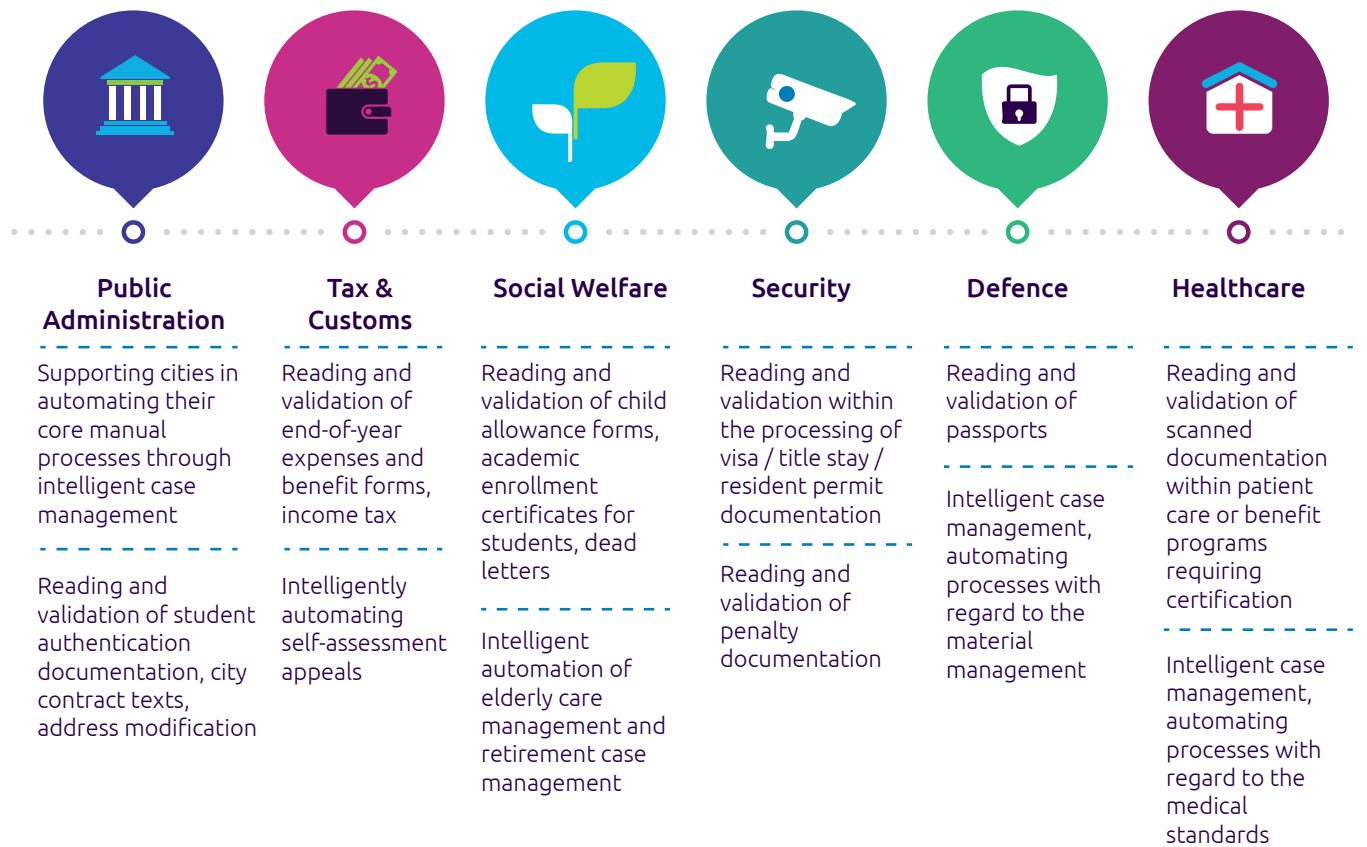 Public
Administration
Supporting cities in
automating their
core manual
processes through
intelligent case
management
Reading and
validation of student
authentication
documentation, city
contract texts,
address modification
Tax &
Customs
Reading and
validation of
end-of-year
expenses and
benefit forms,
income tax
Intelligently
automating
self-assessment
appeals
Social Welfare
Reading and
validation of child
allowance forms,
academic
enrollment
certificates for
students, dead
letters
Intelligent
automation of
elderly care
management and
retirement case
management
Security
Reading and
validation within
the processing of
visa / title stay /
resident permit
documentation
Reading and
validation of
penalty
documentation
Defence
Reading and
validation of
passports
Intelligent case
management,
automating
processes with
regard to the
material
management
Healthcare
Reading and
validation of
scanned
documentation
within patient
care or benefit
programs
requiring
certification
Intelligent case
management,
automating
processes with
regard to the
medical
standards